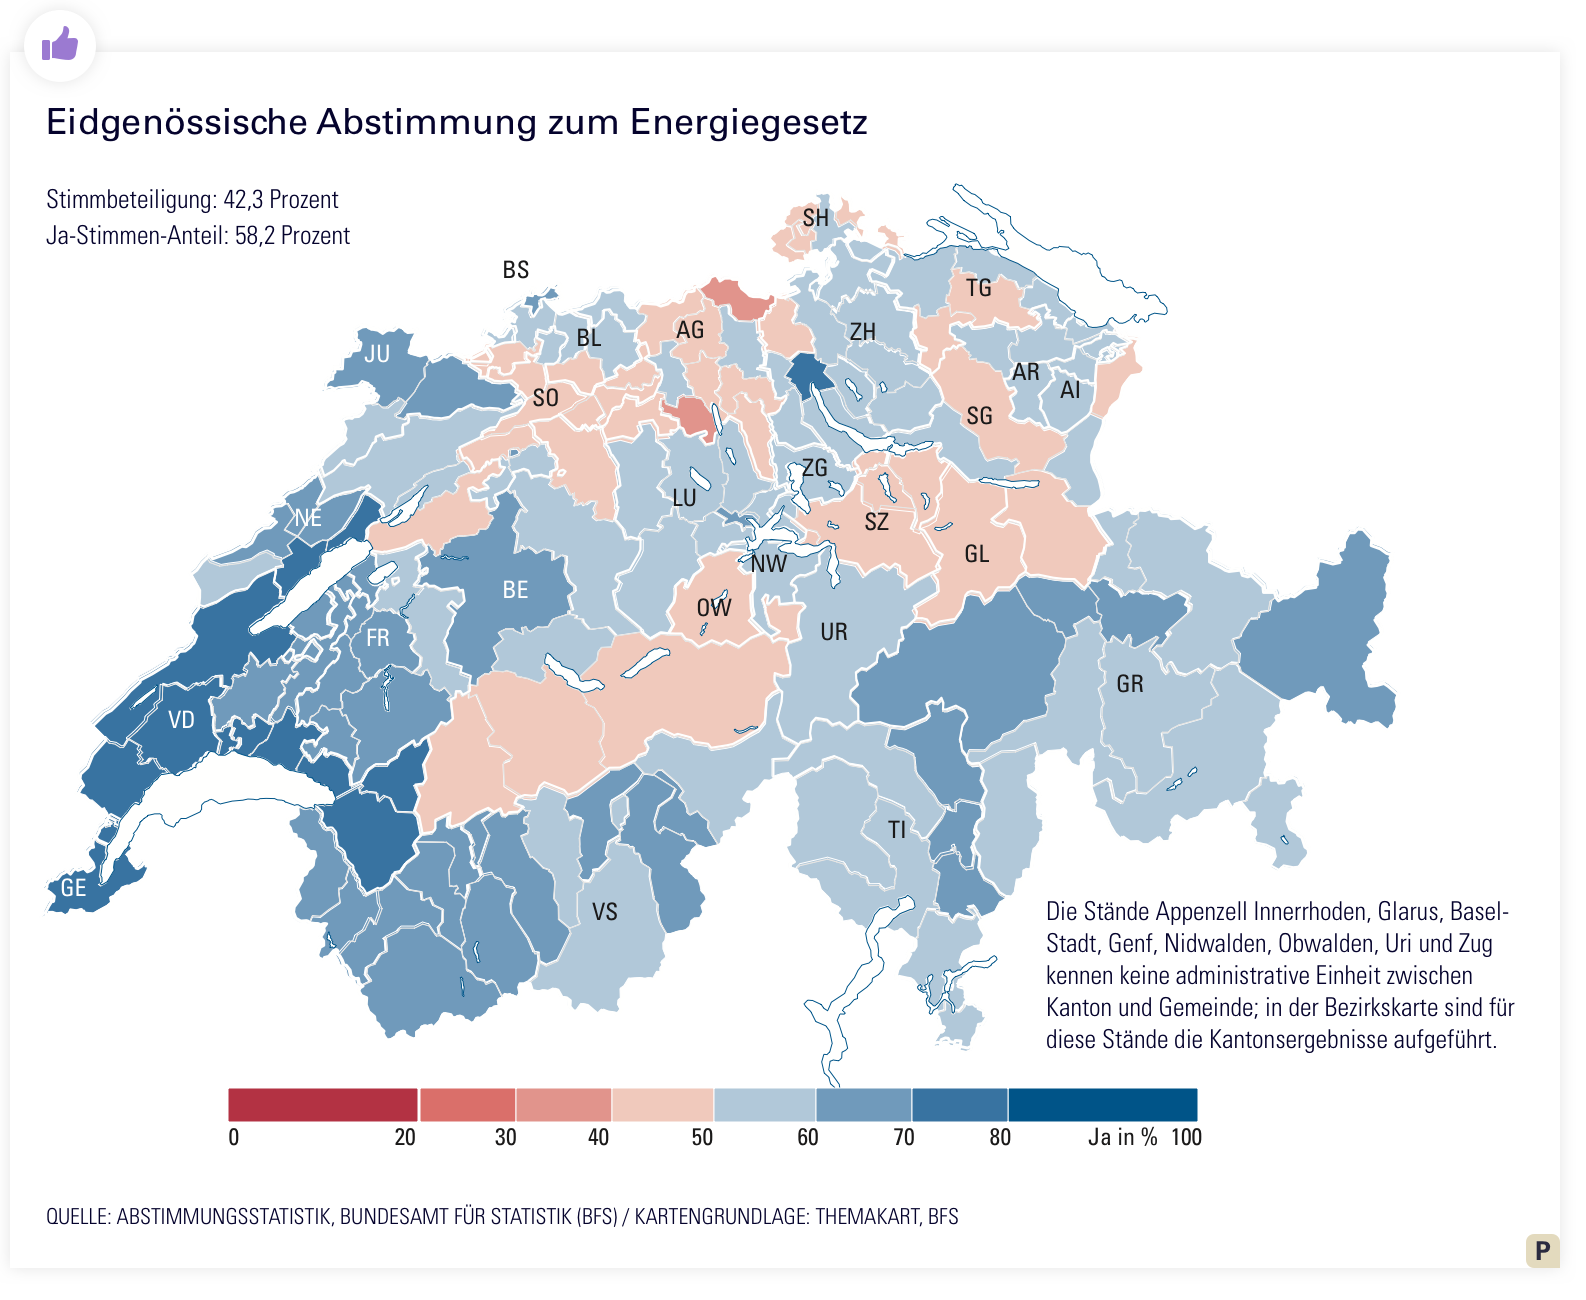 Eidgenössische Abstimmung zum Energiegesetz
Stimmbeteiligung: 42,3 Prozent
Ja-Stimmen-Anteil: 58,2 Prozent
SH
BS
TG
AG
ZH
BL
JU
AR
AI
SO
SG
ZG
LU
NE
SZ
GL
NW
BE
OW
UR
FR
GR
VD
TI
GE
VS
Die Stände Appenzell Innerrhoden, Glarus, Basel-
Stadt, Genf, Nidwalden, Obwalden, Uri und Zug
kennen keine administrative Einheit zwischen
Kanton und Gemeinde; in der Bezirkskarte sind für
diese Stände die Kantonsergebnisse aufgeführt.
0 20 30 40 50 60 70 80 Ja in % 100
QUELLE: ABSTIMMUNGSSTATISTIK, BUNDESAMT FÜR STATISTIK (BFS) / KARTENGRUNDLAGE: THEMAKART, BFS
P